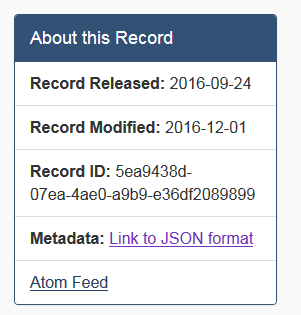 About this Record
Record Released: 2016-09-24
Record Modified: 2016-12-01
Record ID: 5ea9438d-
07ea-4ae0-a9b9-e36df2089899
Metadata: Link to JSON format
Atom Feed